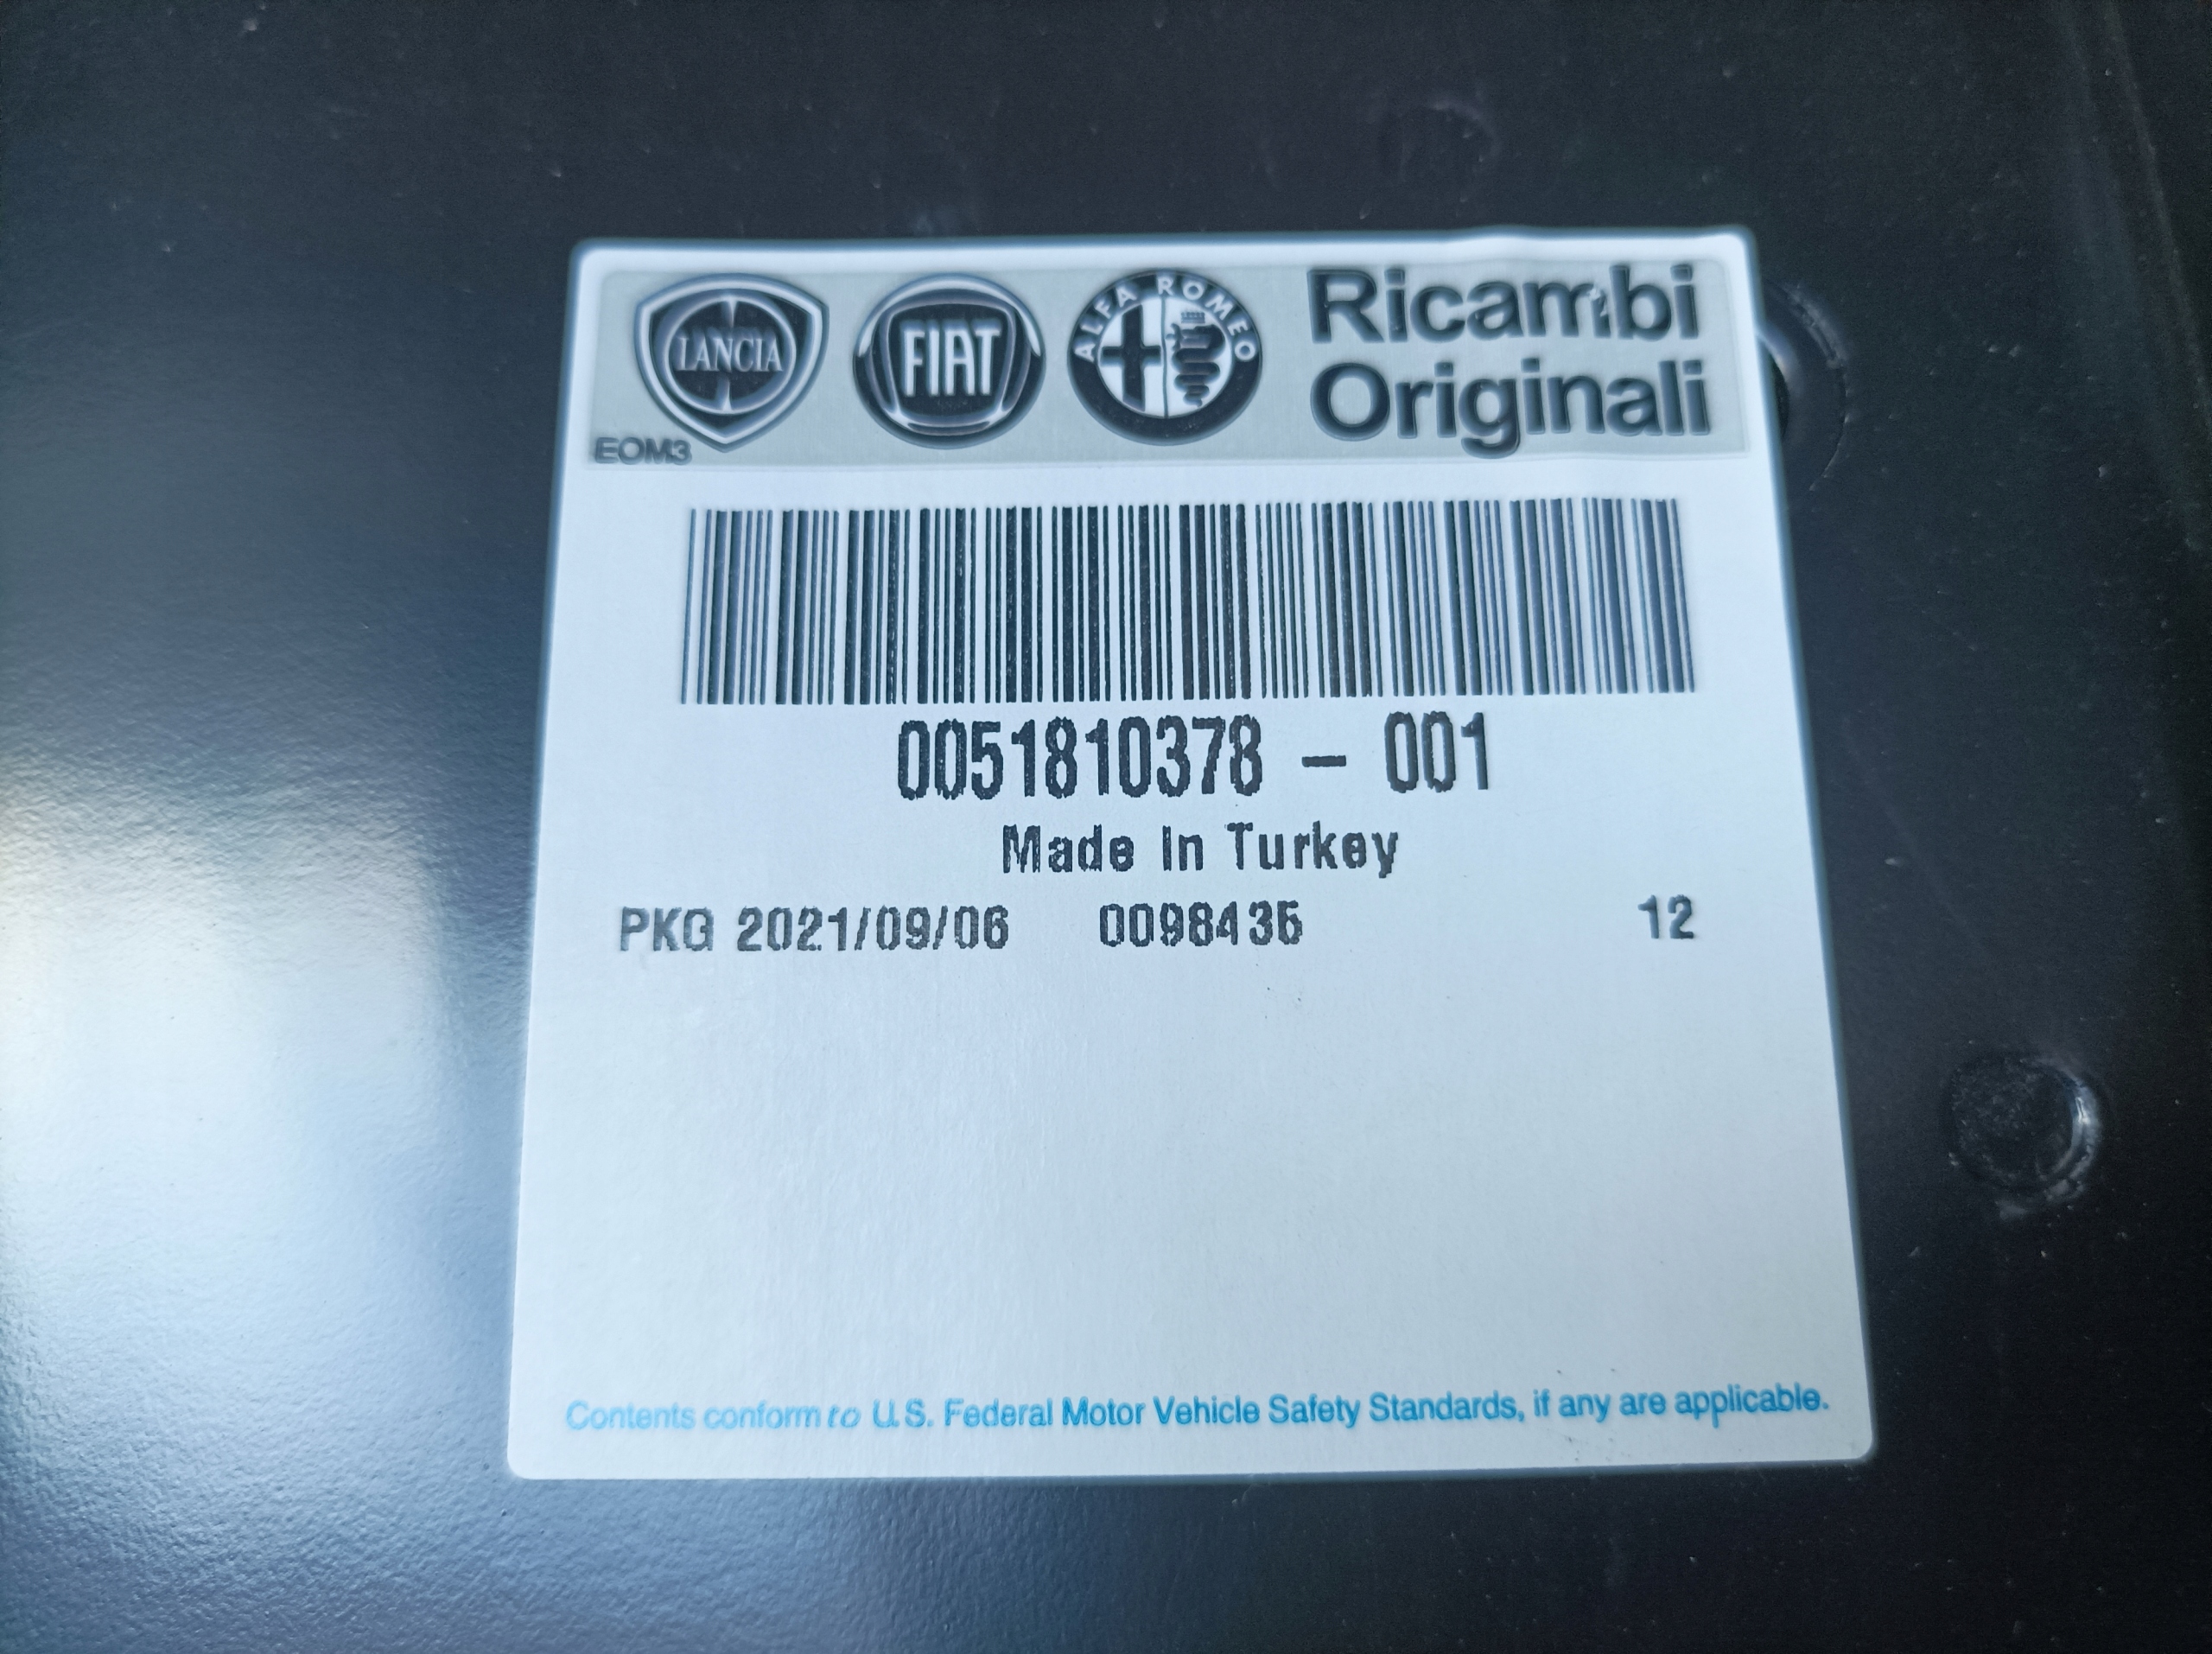 LANCIA FIAT ALFA ROMEO Ricambi
Originali
EOM3
0051810378 - 001
Made In Turkey
PKG 2021/09/06 0098436 12
Contents conform to U.S. Federal Motor Vehicle Safety Standards, if any are applicable.